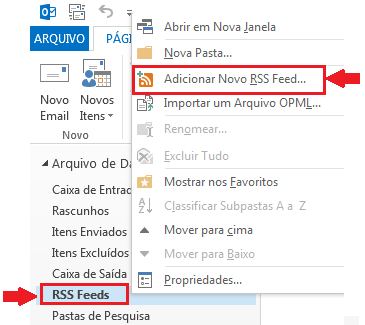 Abrir em Nova Janela
ARQUIVO PÁG
Nova Pasta...
Adicionar Novo RSS Feed...
Importar um Arquivo OPML...
Novo Email
Novos Itens
Novo
Renomear...
Excluir Tudo
Arquivo de Da
Mostrar nos Favoritos
Caixa de Entrad
Classificar Subpastas A a Z
Rascunhos
Mover para cima
Itens Enviados
Mover para Baixo
Itens Excluídos
Caixa de Saída
Propriedades...
RSS Feeds
Pastas de Pesquisa